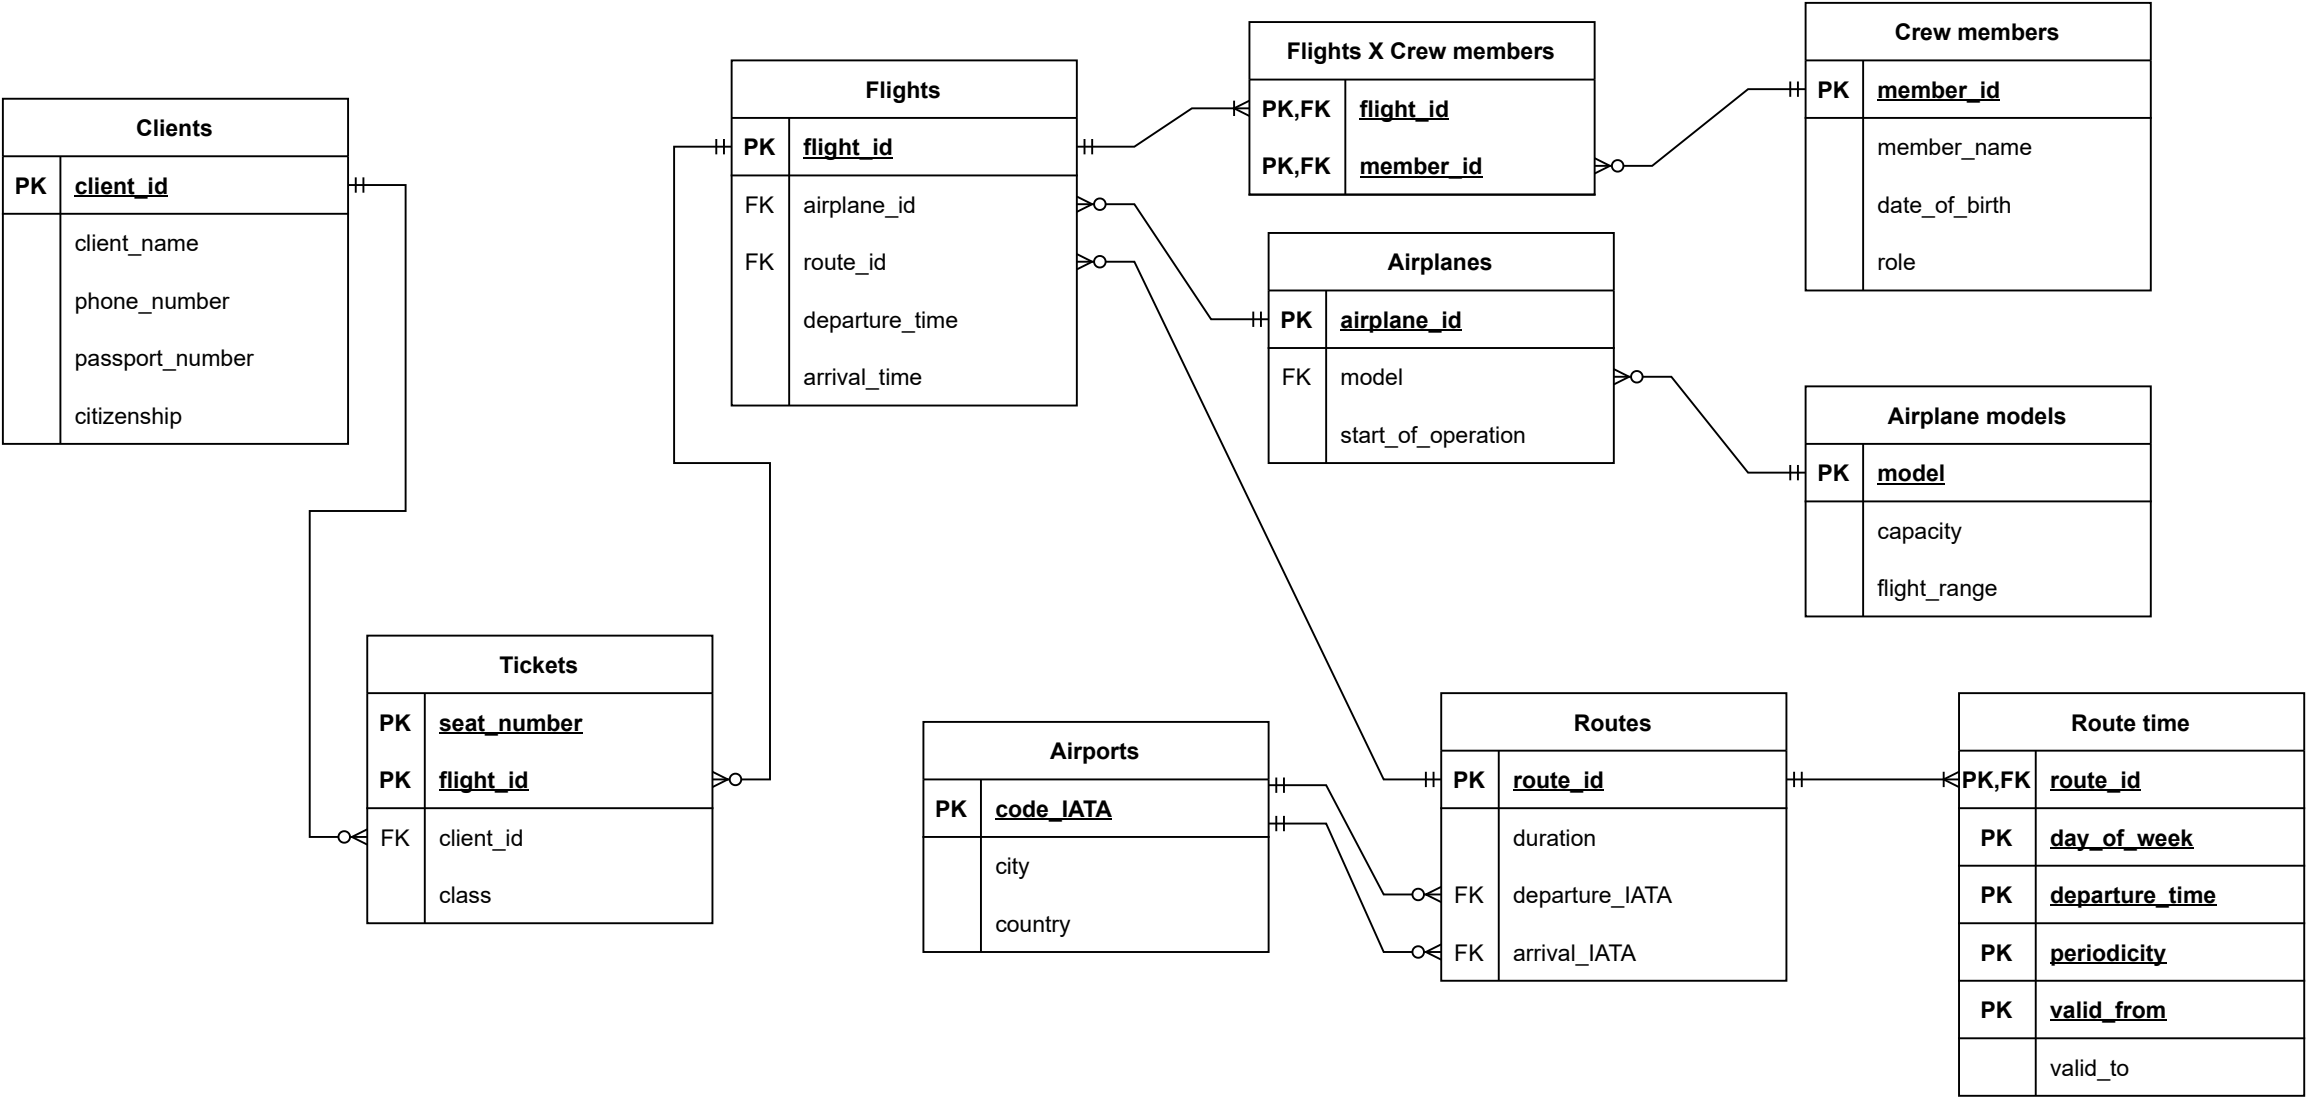 Clients
PK client_id
client_name
phone_number
passport_number
citizenship
Flights
PK flight_id
FK airplane_id
FK route_id
departure_time
arrival_time
Flights X Crew members
PK,FK flight_id
PK,FK member_id
Crew members
PK member_id
member_name
date_of_birth
role
Airplanes
PK airplane_id
FK model
start_of_operation
Airplane models
PK model
capacity
flight_range
Tickets
PK seat_number
PK flight_id
FK client_id
class
Airports
PK code_IATA
city
country
Routes
PK route_id
duration
FK departure_IATA
FK arrival_IATA
Route time
PK,FK route_id
PK day_of_week
PK departure_time
PK periodicity
PK valid_from
valid_to